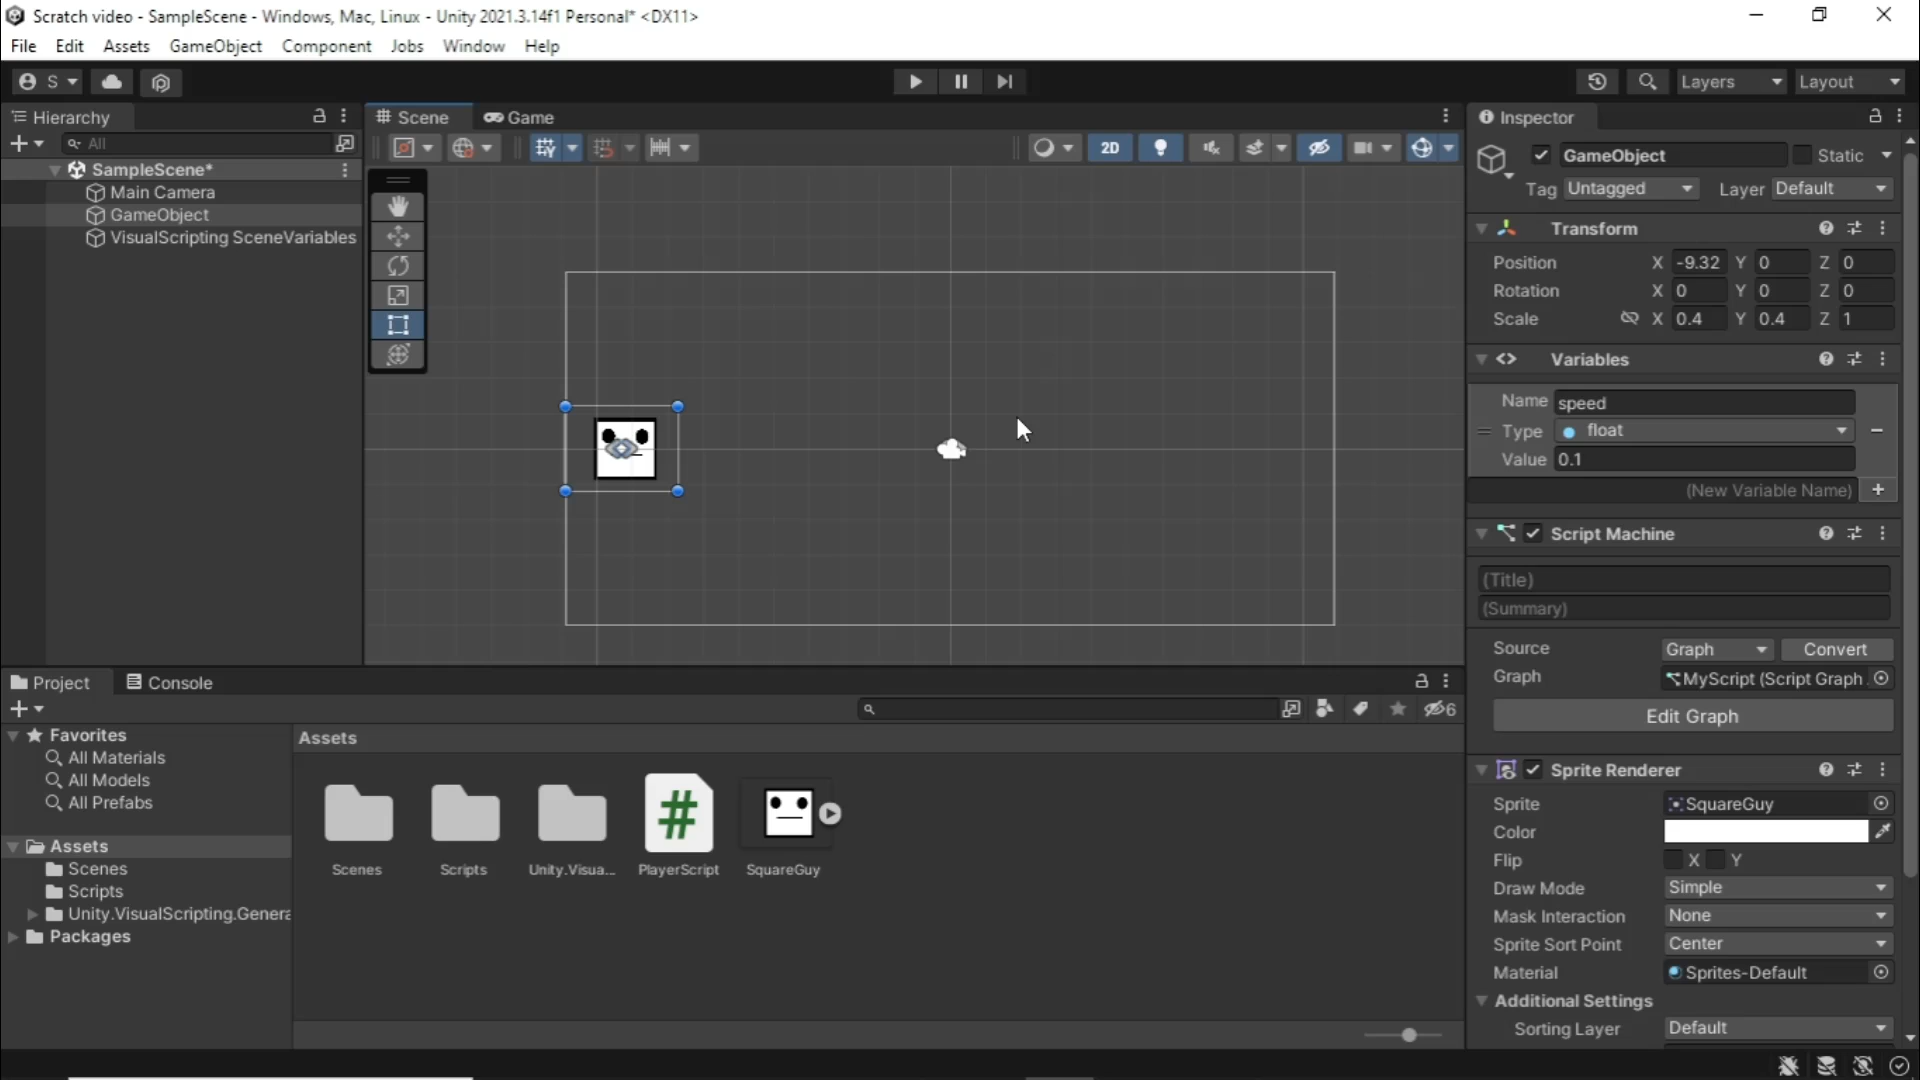 Scratch video - SampleScene - Windows, Mac, Linux - Unity 2021.3.14f1 Personal* <DX11>
File Edit Assets GameObject Component Jobs Window Help
S Layers Layout
Hierarchy
All
SampleScene*
Main Camera
GameObject
VisualScripting SceneVariables
Scene Game
2D
Inspector
GameObject Static
Tag Untagged Layer Default
Transform
Position X -9.32 Y 0 Z 0
Rotation X 0 Y 0 Z 0
Scale X 0.4 Y 0.4 Z 1
Variables
Name speed
Type float
Value 0.1
(New Variable Name)
Script Machine
(Title)
(Summary)
Source Graph Convert
Graph MyScript (Script Graph
Edit Graph
Sprite Renderer
Sprite SquareGuy
Color
Flip X Y
Draw Mode Simple
Mask Interaction None
Sprite Sort Point Center
Material Sprites-Default
Additional Settings
Sorting Layer Default
Project Console
6
Favorites
All Materials
All Models
All Prefabs
Assets
Scenes
Scripts
Unity.VisualScripting.Genera
Packages
Assets
#
Scenes Scripts Unity.Visua... PlayerScript SquareGuy